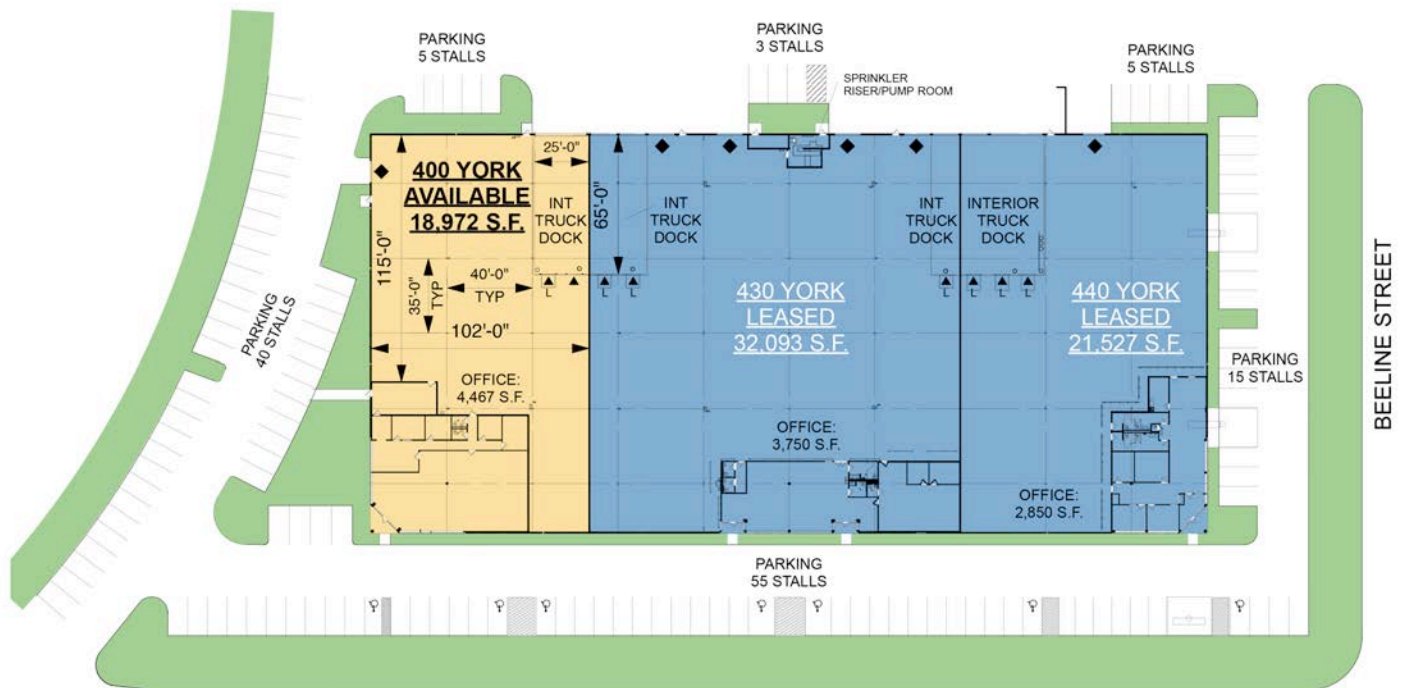 PARKING
5 STALLS
PARKING
3 STALLS
PARKING
5 STALLS
SPRINKLER
RISER/PUMP ROOM
400 YORK
AVAILABLE
18,972 S.F.
25'-0"
INT
TRUCK
DOCK
65'-0"
INT
TRUCK
DOCK
INT
TRUCK
DOCK
INTERIOR
TRUCK
DOCK
115'-0"
35'-0"
TYP
40'-0"
TYP
102'-0"
L
L
L
L
L
L
L
430 YORK
LEASED
32,093 S.F.
440 YORK
LEASED
21,527 S.F.
BEELINE STREET
PARKING
40 STALLS
PARKING
15 STALLS
OFFICE:
4,467 S.F.
OFFICE:
3,750 S.F.
OFFICE:
2,850 S.F.
PARKING
55 STALLS